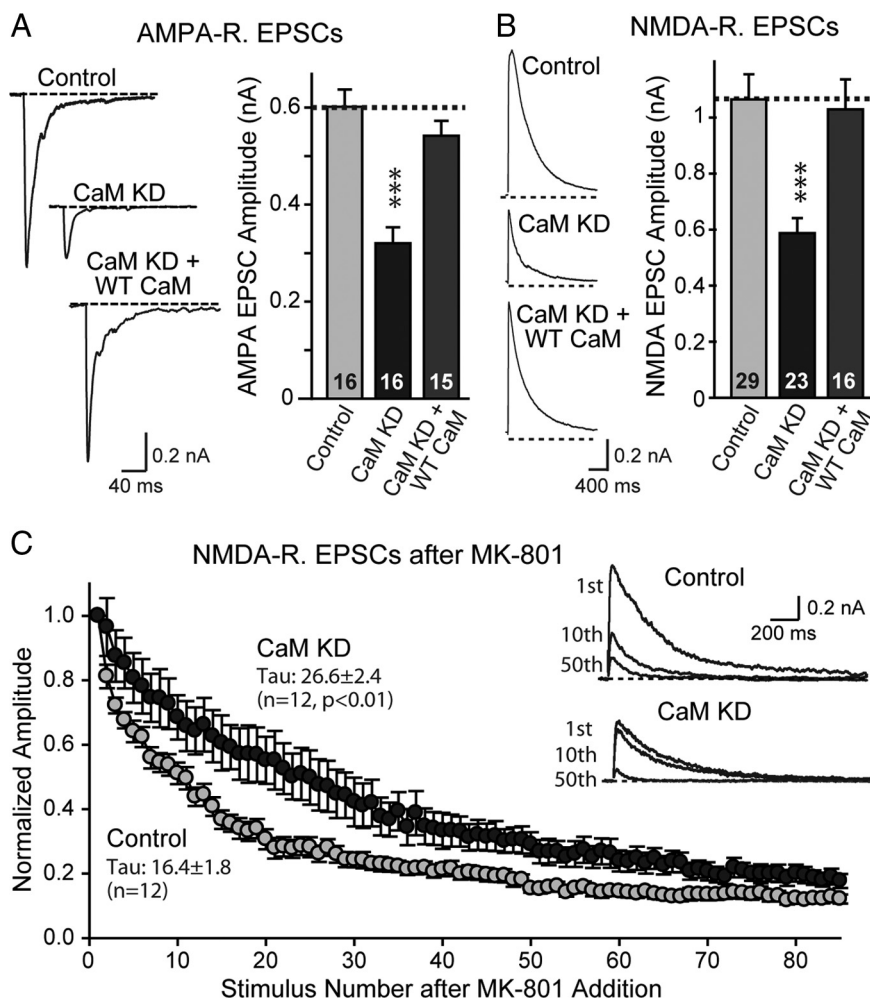 A
AMPA-R. EPSCs
Control
CaM KD
CaM KD +
WT CaM
0.2 nA
40 ms
AMPA EPSC Amplitude (nA)
0.6
0.4
0.2
0
***
16
16
15
Control
CaM KD
CaM KD +
WT CaM
B
NMDA-R. EPSCs
Control
CaM KD
CaM KD +
WT CaM
0.2 nA
400 ms
NMDA EPSC Amplitude (nA)
1
0.8
0.6
0.4
0.2
0
***
29
23
16
Control
CaM KD
CaM KD +
WT CaM
C
NMDA-R. EPSCs after MK-801
Normalized Amplitude
1.0
0.8
0.6
0.4
0.2
0.0
CaM KD
Tau: 26.6±2.4
(n=12, p<0.01)
Control
Tau: 16.4±1.8
(n=12)
Control
1st
10th
50th
0.2 nA
200 ms
CaM KD
1st
10th
50th
0 10 20 30 40 50 60 70 80
Stimulus Number after MK-801 Addition